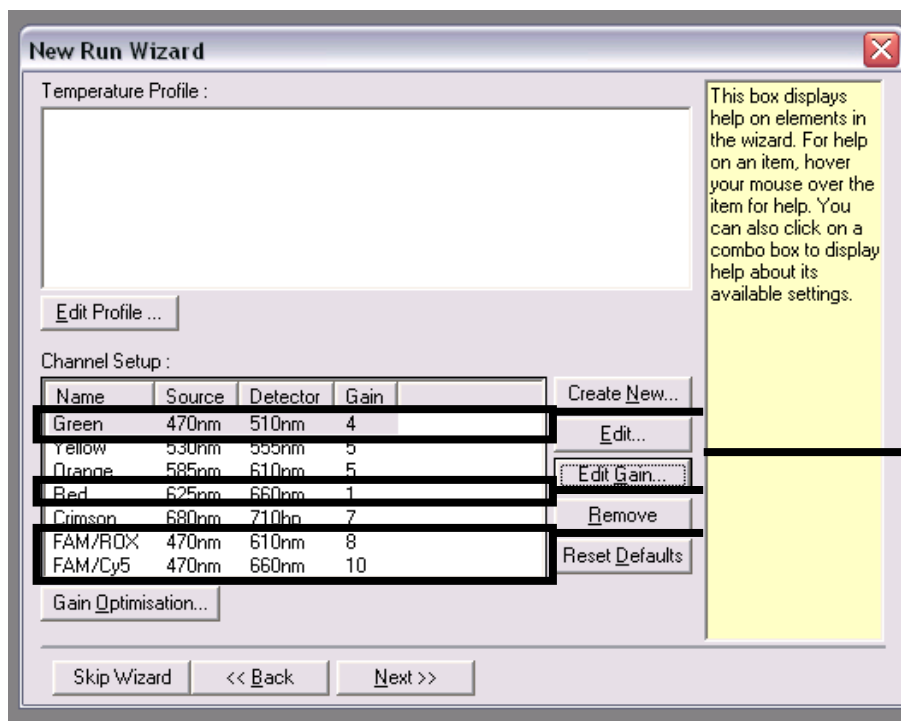 New Run Wizard
Temperature Profile :
This box displays
help on elements in
the wizard. For help
on an item, hover
your mouse over the
item for help. You
can also click on a
combo box to display
help about its
available settings.
Edit Profile ...
Channel Setup :
Name Source Detector Gain
Green 470nm 510nm 4
Yellow 530nm 555nm 5
Orange 585nm 610nm 5
Red 625nm 660nm 1
Crimson 680nm 710hp 7
FAM/ROX 470nm 610nm 8
FAM/Cy5 470nm 660nm 10
Create New...
Edit...
Edit Gain...
Remove
Reset Defaults
Gain Optimisation...
Skip Wizard << Back Next >>